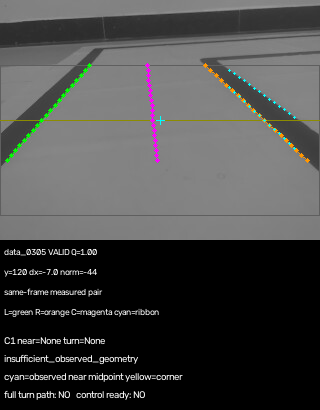 data_0305 VALID Q=1.00
y=120 dx=-7.0 norm=-44
same-frame measured pair
L=green R=orange C=magenta cyan=ribbon
C1 near=None turn=None
insufficient_observed_geometry
cyan=observed near midpoint yellow=corner
full turn path: NO control ready: NO